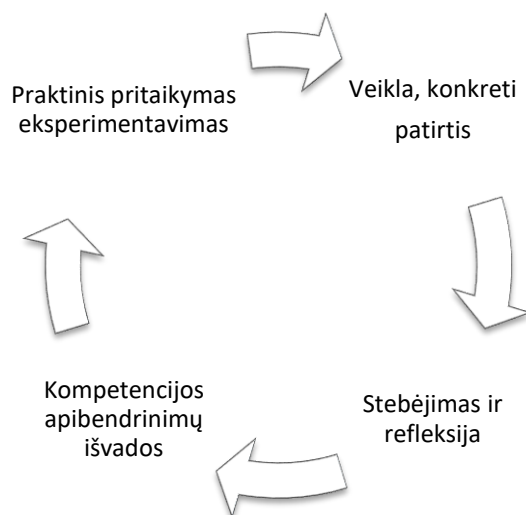 Praktinis pritaikymas
eksperimentavimas
Veikla, konkreti
patirtis
Stebėjimas ir
refleksija
Kompetencijos
apibendrinimų
išvados